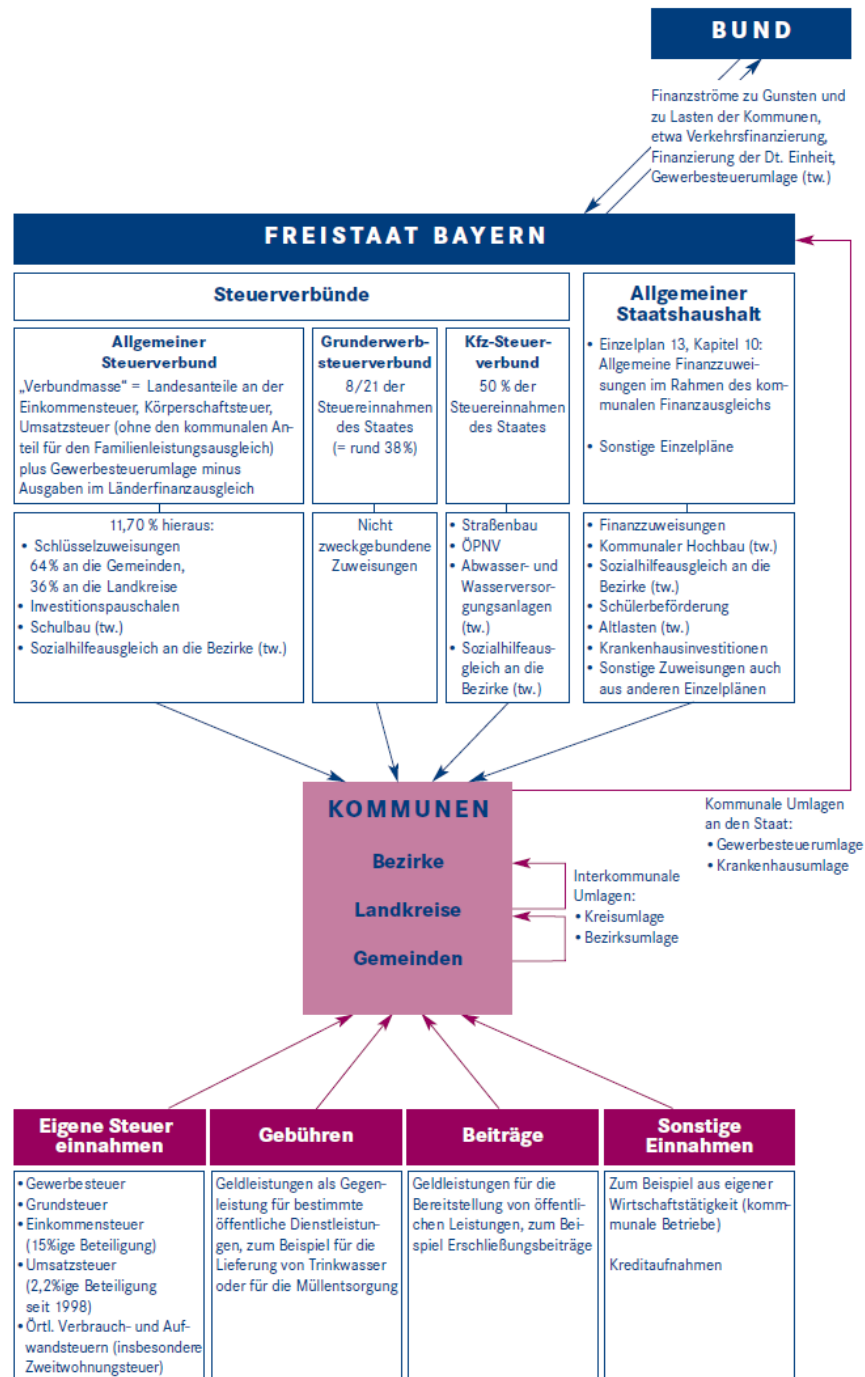 BUND
Finanzströme zu Gunsten und
zu Lasten der Kommunen,
etwa Verkehrsfinanzierung,
Finanzierung der Dt. Einheit,
Gewerbesteuerumlage (tw.)
FREISTAAT BAYERN
Steuerverbünde
Allgemeiner
Steuerverbund
„Verbundmasse“ = Landesanteile an der
Einkommensteuer, Körperschaftsteuer,
Umsatzsteuer (ohne den kommunalen An-
teil für den Familienleistungsausgleich)
plus Gewerbesteuerumlage minus
Ausgaben im Länderfinanzausgleich
11,70 % hieraus:
• Schlüsselzuweisungen
64% an die Gemeinden,
36% an die Landkreise
• Investitionspauschalen
• Schulbau (tw.)
• Sozialhilfeausgleich an die Bezirke (tw.)
Grunderwerb-
steuerverbund
8/21 der
Steuereinnahmen
des Staates
(= rund 38%)
Nicht
zweckgebundene
Zuweisungen
Kfz-Steuer-
verbund
50 % der
Steuereinnahmen
des Staates
• Straßenbau
• ÖPNV
• Abwasser- und
Wasserversor-
gungsanlagen
(tw.)
• Sozialhilfeaus-
gleich an die
Bezirke (tw.)
Allgemeiner
Staatshaushalt
• Einzelplan 13, Kapitel 10:
Allgemeine Finanzzuwei-
sungen im Rahmen des kom-
munalen Finanzausgleichs
• Sonstige Einzelpläne
• Finanzzuweisungen
• Kommunaler Hochbau (tw.)
• Sozialhilfeausgleich an die
Bezirke (tw.)
• Schülerbeförderung
• Altlasten (tw.)
• Krankenhausinvestitionen
• Sonstige Zuweisungen auch
aus anderen Einzelplänen
KOMMUNEN
Bezirke
Landkreise
Gemeinden
Interkommunale
Umlagen:
• Kreisumlage
• Bezirksumlage
Kommunale Umlagen
an den Staat:
• Gewerbesteuerumlage
• Krankenhausumlage
Eigene Steuer
einnahmen
• Gewerbesteuer
• Grundsteuer
• Einkommensteuer
(15%ige Beteiligung)
• Umsatzsteuer
(2,2%ige Beteiligung
seit 1998)
• Örtl. Verbrauch- und Auf-
wandsteuern (insbesondere
Zweitwohnungsteuer)
Gebühren
Geldleistungen als Gegen-
leistung für bestimmte
öffentliche Dienstleistun-
gen, zum Beispiel für die
Lieferung von Trinkwasser
oder für die Müllentsorgung
Beiträge
Geldleistungen für die
Bereitstellung von öffentli-
chen Leistungen, zum Bei-
spiel Erschließungsbeiträge
Sonstige
Einnahmen
Zum Beispiel aus eigener
Wirtschaftstätigkeit (komm-
munale Betriebe)
Kreditaufnahmen